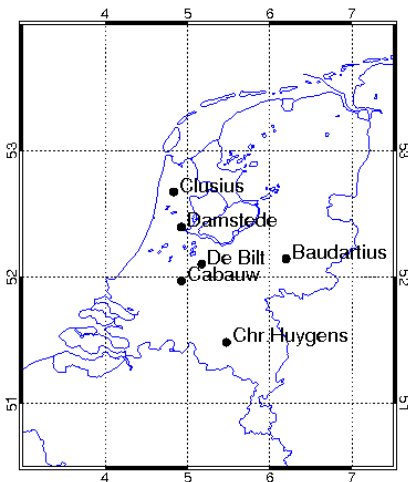 4 5 6 7
53 53
Clusius
Damstede
De Bilt Baudartius
52 Cabauw 52
Chr.Huygens
51 51
4 5 6 7